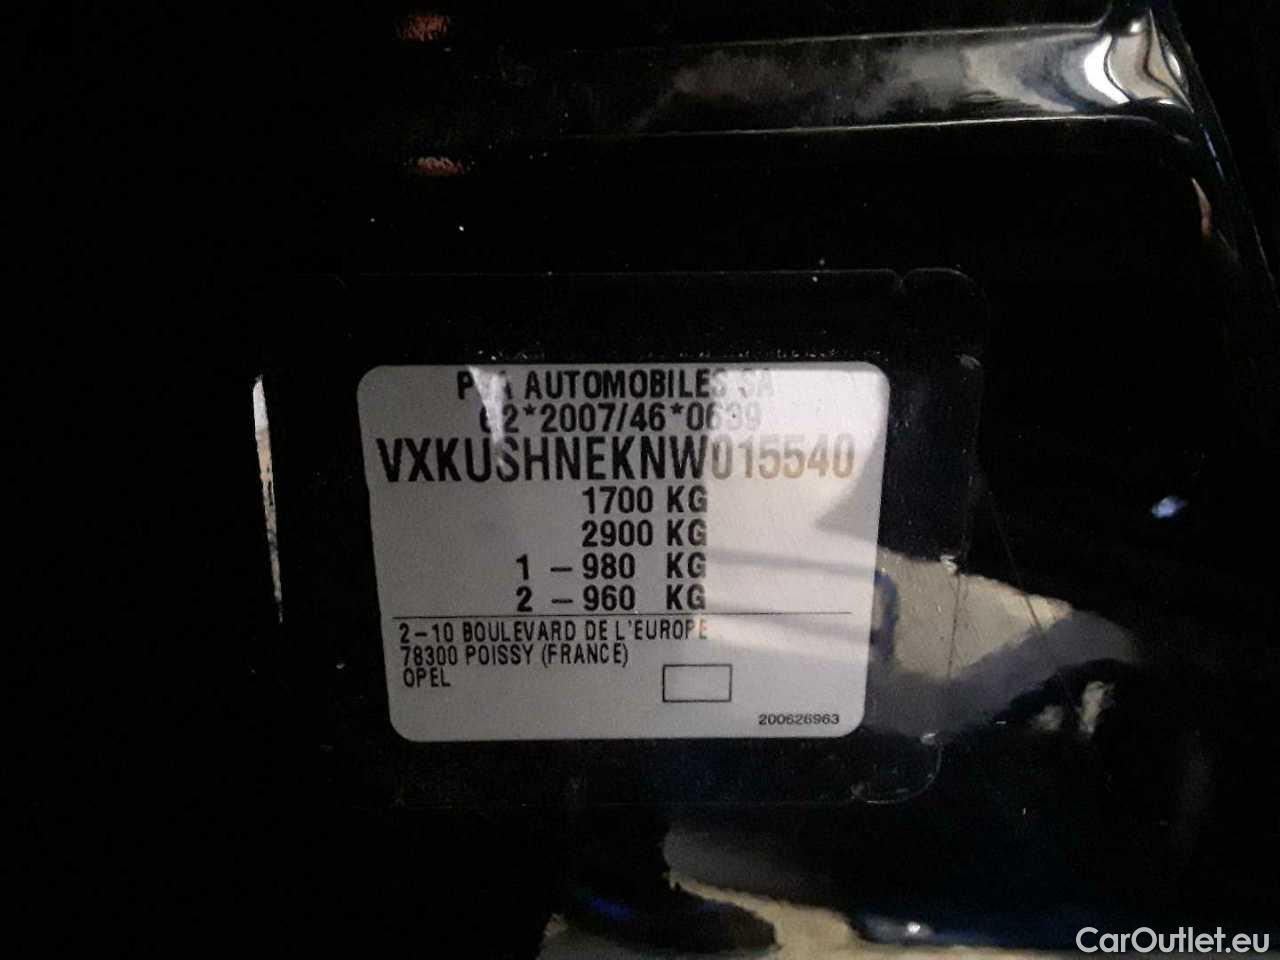 PSA AUTOMOBILES SA
e2*2007/46*0639
VXKUSHNEKNW015540
1700 KG
2900 KG
1 – 980 KG
2 – 960 KG
2-10 BOULEVARD DE L'EUROPE
78300 POISSY (FRANCE)
OPEL
200626963
CarOutlet.eu